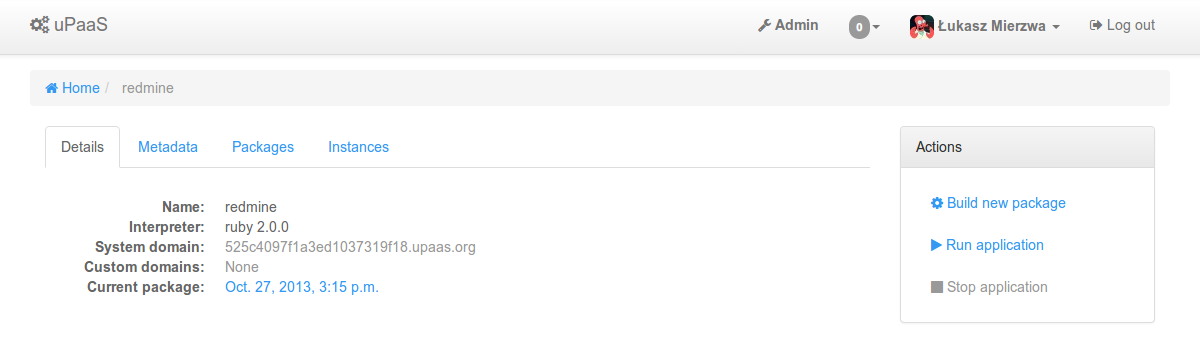 uPaaS
Admin
0
Łukasz Mierzwa
Log out
Home / redmine
Details
Metadata
Packages
Instances
Name: redmine
Interpreter: ruby 2.0.0
System domain: 525c4097f1a3ed1037319f18.upaas.org
Custom domains: None
Current package: Oct. 27, 2013, 3:15 p.m.
Actions
Build new package
Run application
Stop application